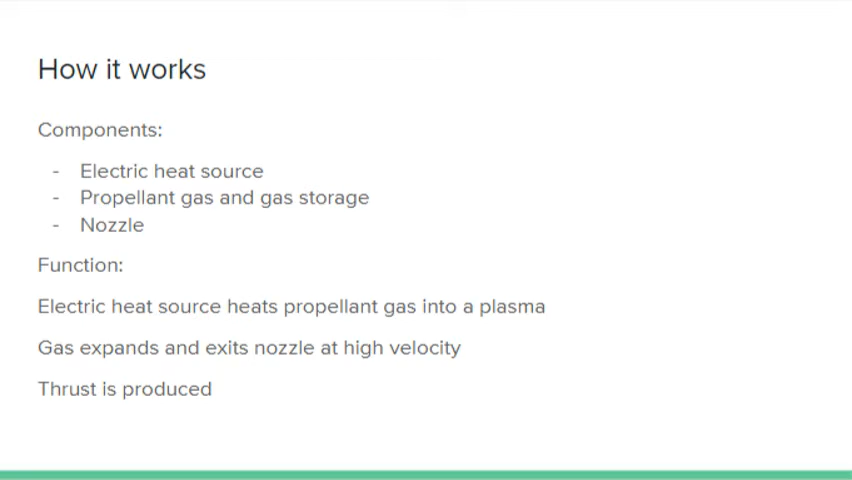 How it works
Components:
- Electric heat source
- Propellant gas and gas storage
- Nozzle
Function:
Electric heat source heats propellant gas into a plasma
Gas expands and exits nozzle at high velocity
Thrust is produced